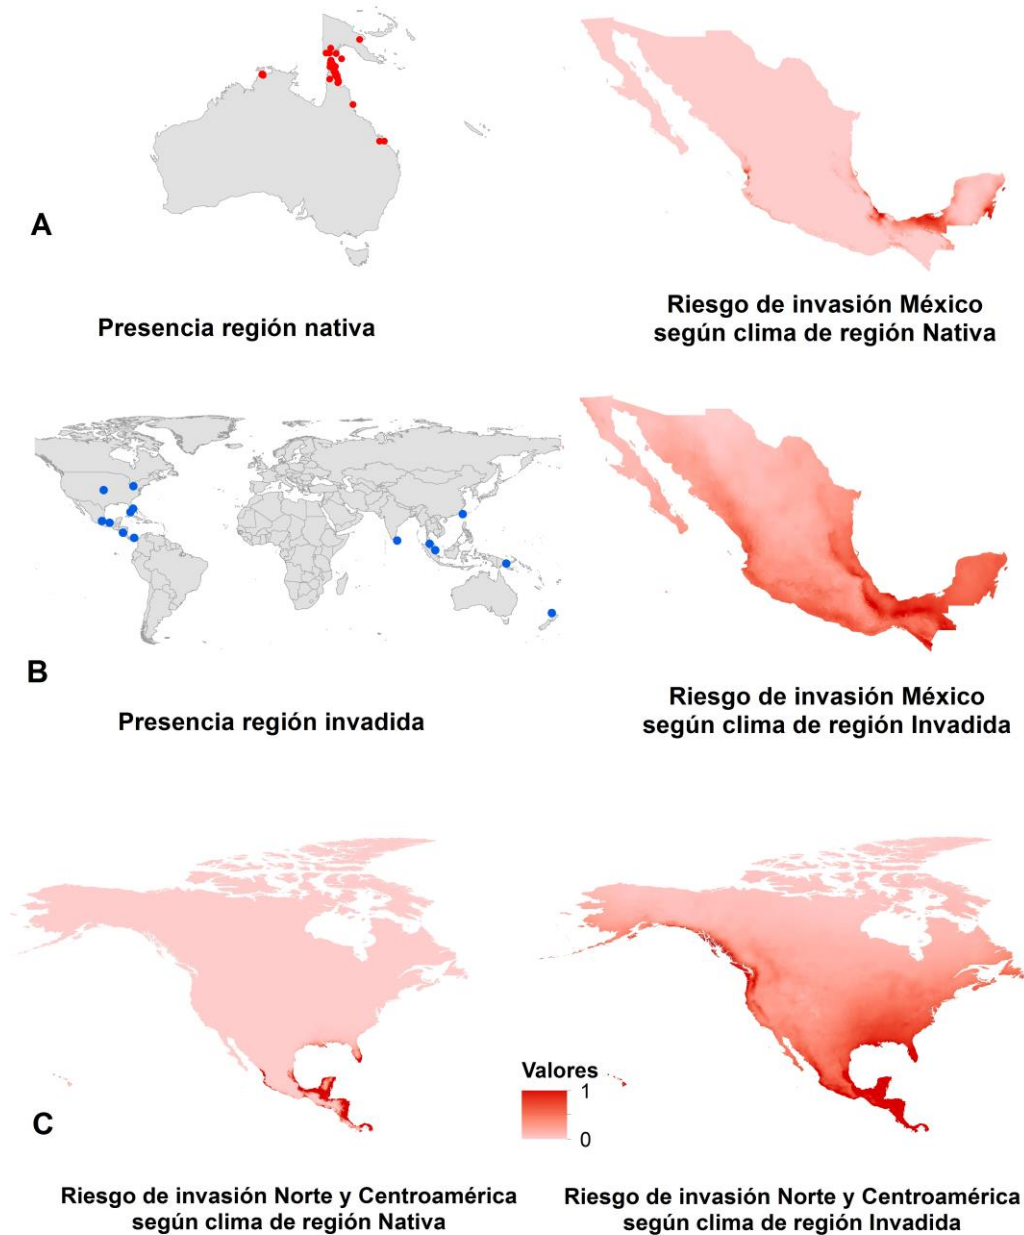 A
Presencia región nativa
Riesgo de invasión México
según clima de región Nativa
B
Presencia región invadida
Riesgo de invasión México
según clima de región Invadida
Valores
1
0
C
Riesgo de invasión Norte y Centroamérica
según clima de región Nativa
Riesgo de invasión Norte y Centroamérica
según clima de región Invadida